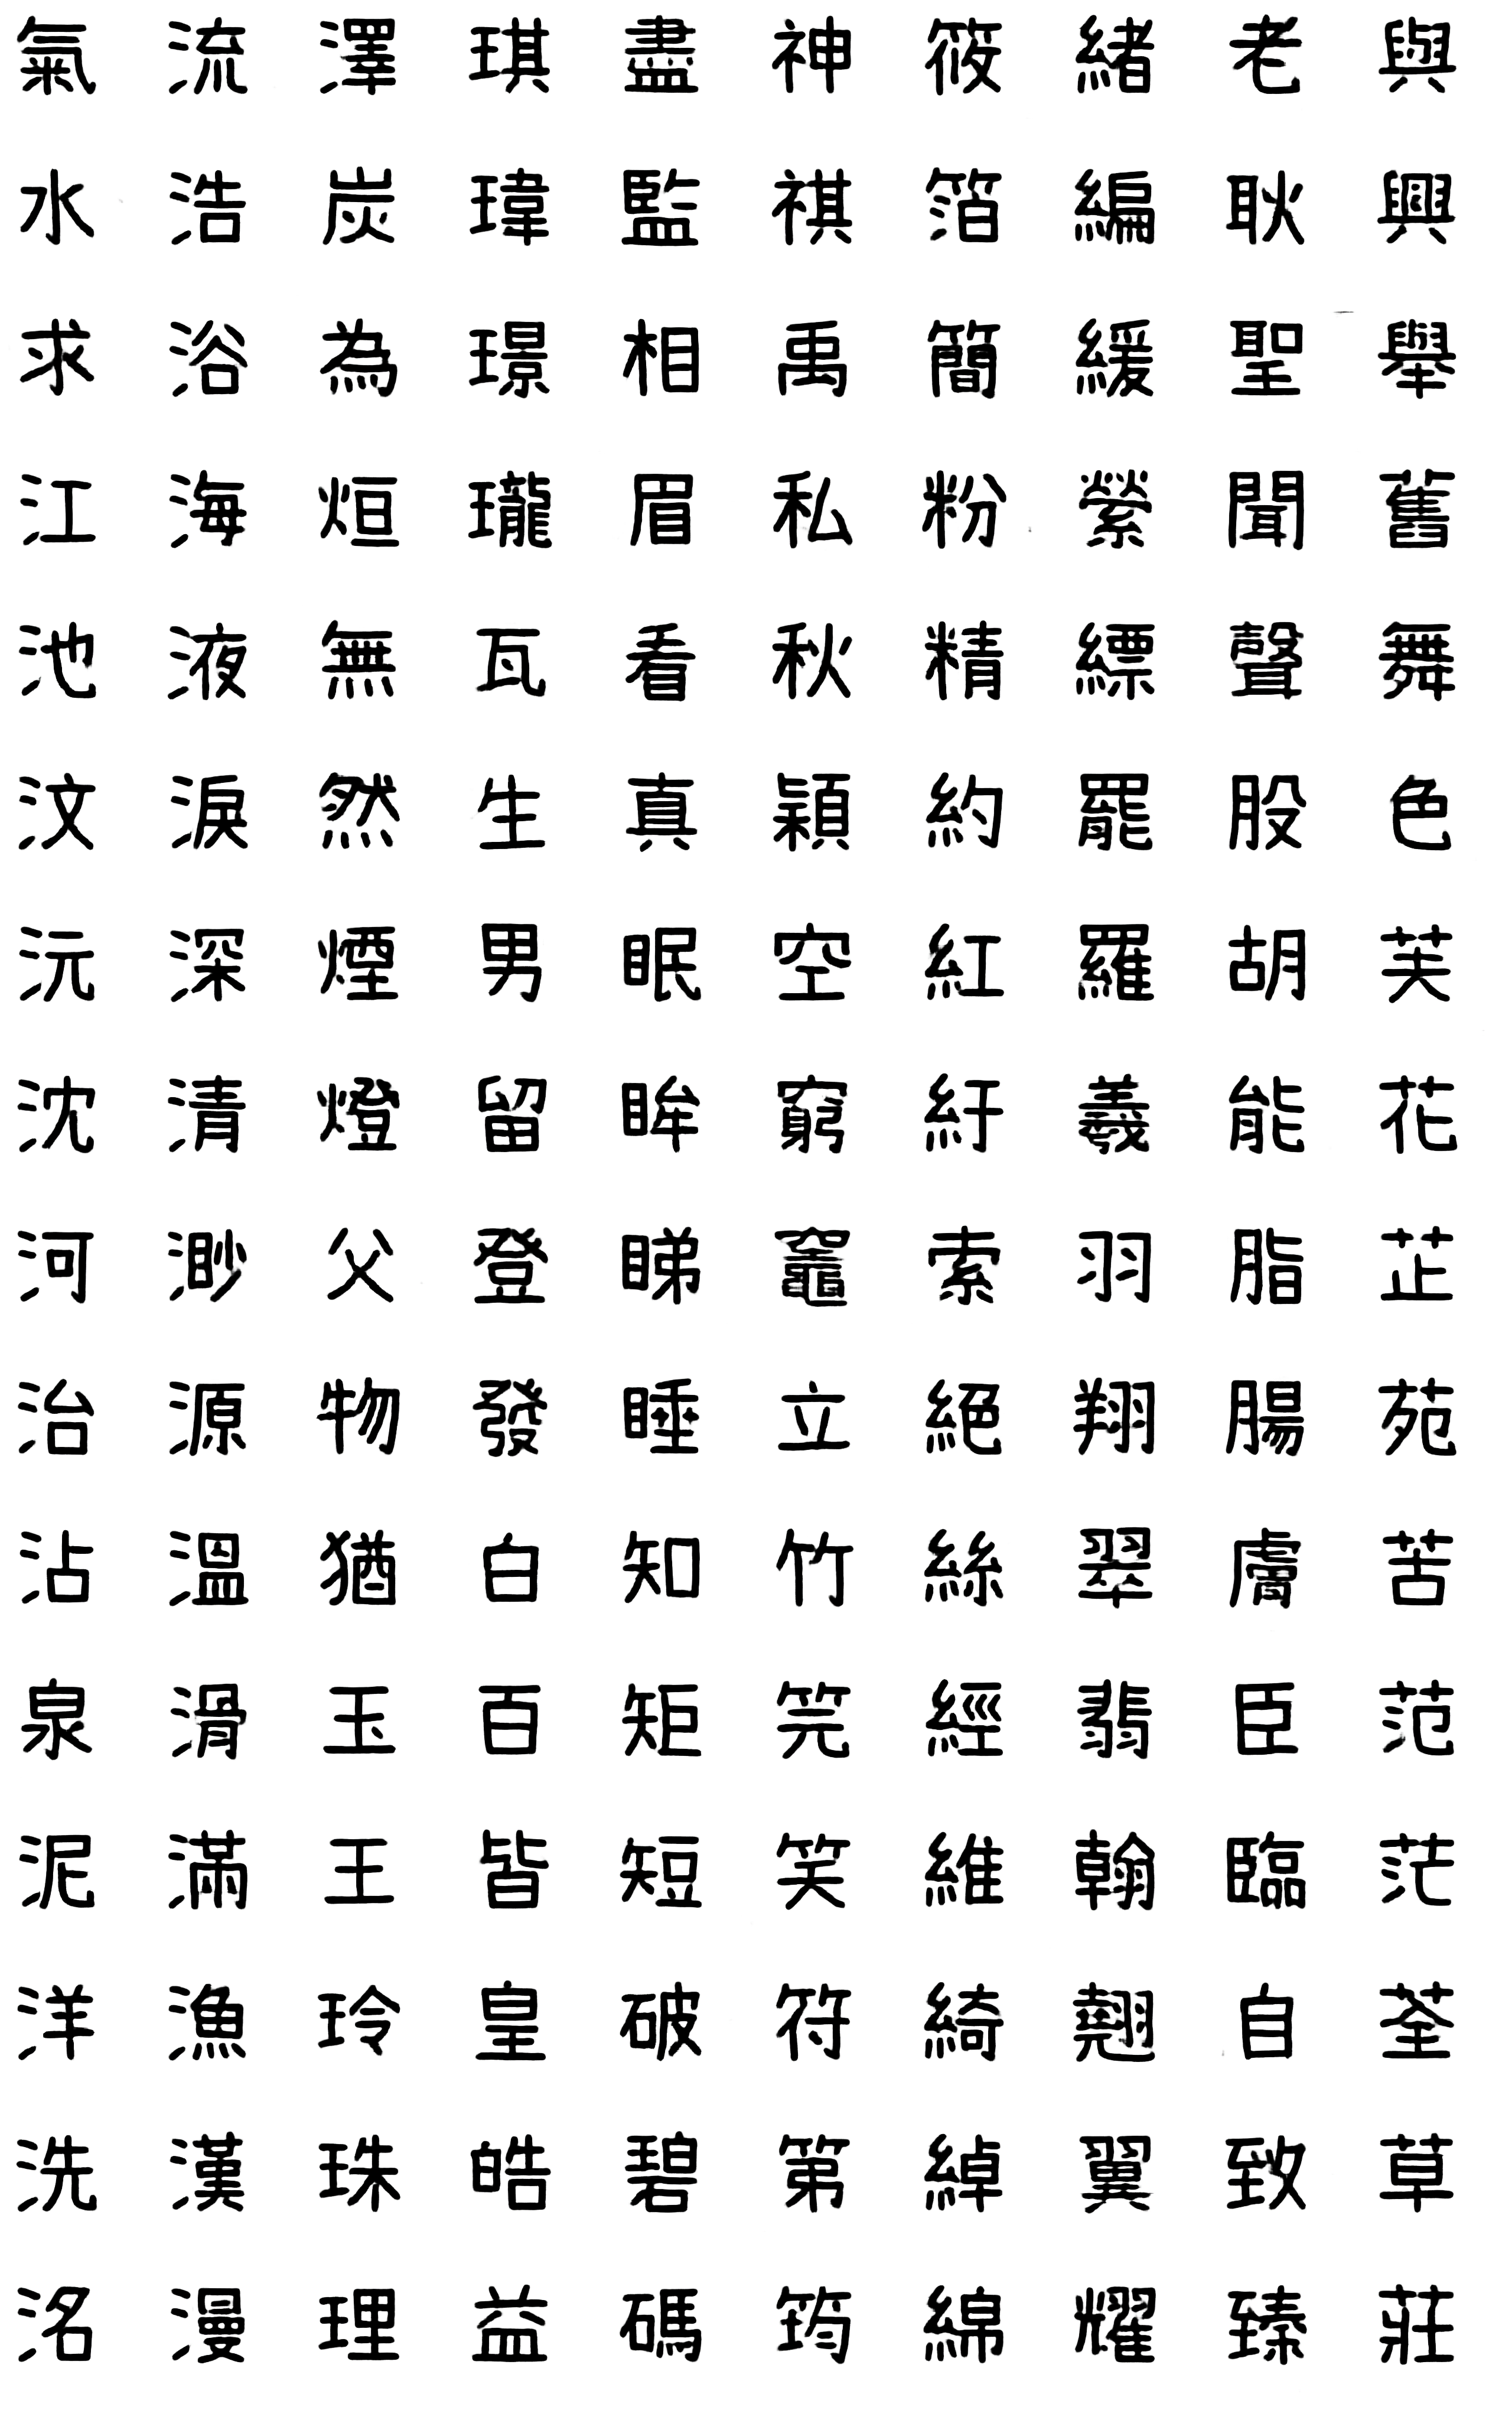 氣 流 澤 琪 盡 神 筱 緒 老 與
水 浩 炭 瑋 監 祺 箔 編 耿 興
求 浴 為 璟 相 禹 簡 緩 聖 舉
江 海 烜 瓏 眉 私 粉 縈 聞 舊
池 液 無 瓦 看 秋 精 縹 聲 舞
汶 淚 然 生 真 穎 約 罷 股 色
沅 深 煙 男 眠 空 紅 羅 胡 芙
沈 清 燈 留 眸 窮 紆 羲 能 花
河 渺 父 登 睇 竈 索 羽 脂 芷
治 源 物 發 睡 立 絕 翔 腸 苑
沾 溫 猶 白 知 竹 絲 翠 膚 苦
泉 滑 玉 百 矩 笎 經 翡 臣 范
泥 滿 王 皆 短 笑 維 翰 臨 茫
洋 漁 玲 皇 破 符 綺 翹 自 荃
洗 漢 珠 皓 碧 第 綽 翼 致 草
洺 漫 理 益 碼 筠 綿 耀 臻 莊